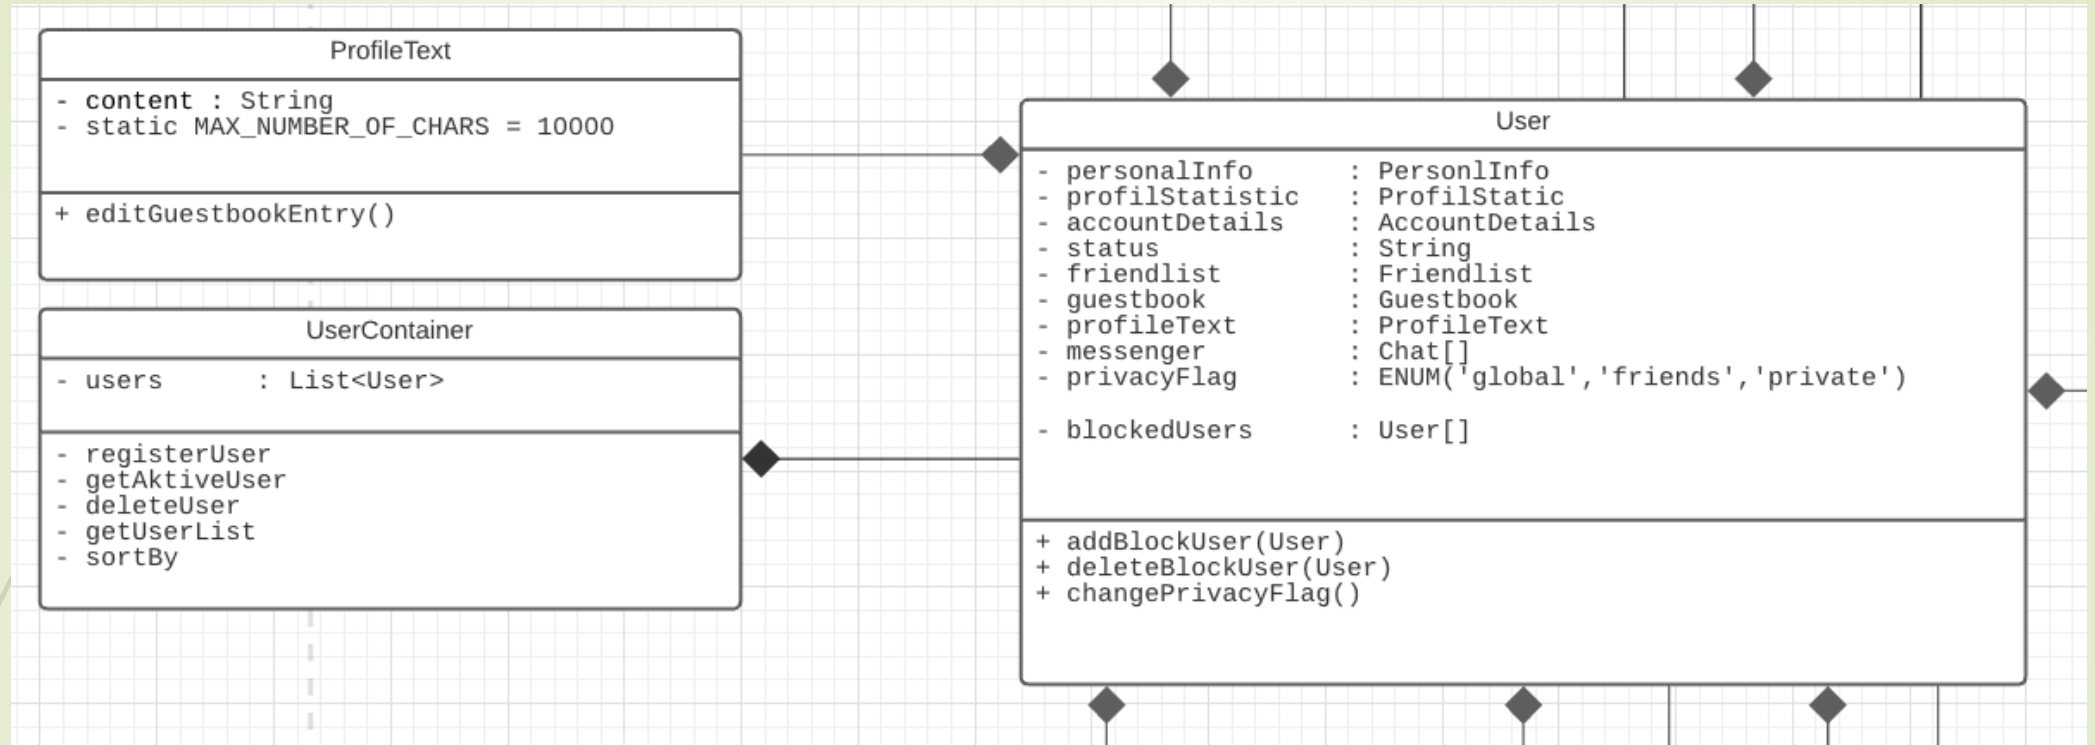 ProfileText
- content : String
- static MAX_NUMBER_OF_CHARS = 10000
+ editGuestbookEntry()
UserContainer
- users : List<User>
- registerUser
- getAktiveUser
- deleteUser
- getUserList
- sortBy
User
- personalInfo : PersonlInfo
- profilStatistic : ProfilStatic
- accountDetails : AccountDetails
- status : String
- friendlist : Friendlist
- guestbook : Guestbook
- profileText : ProfileText
- messenger : Chat[]
- privacyFlag : ENUM('global','friends','private')
- blockedUsers : User[]
+ addBlockUser(User)
+ deleteBlockUser(User)
+ changePrivacyFlag()